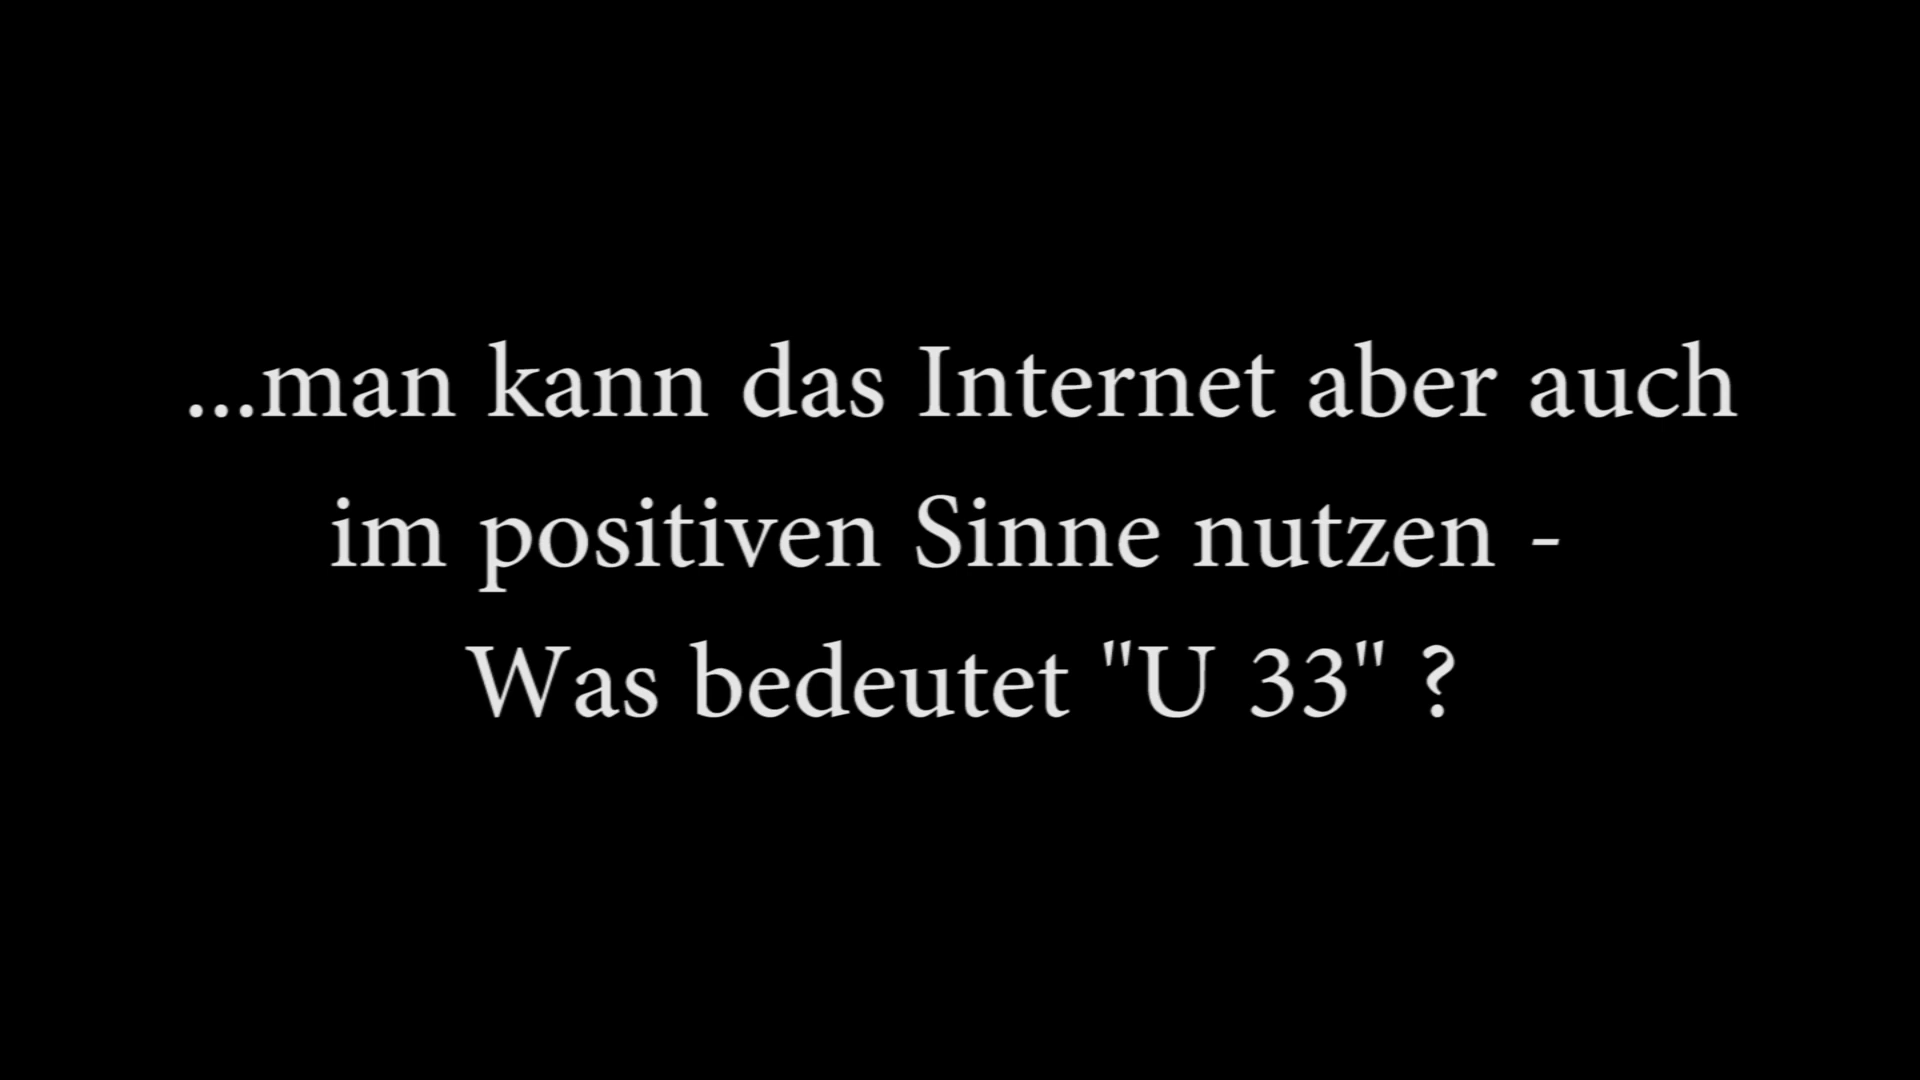 ...man kann das Internet aber auch
im positiven Sinne nutzen -
Was bedeutet "U 33" ?